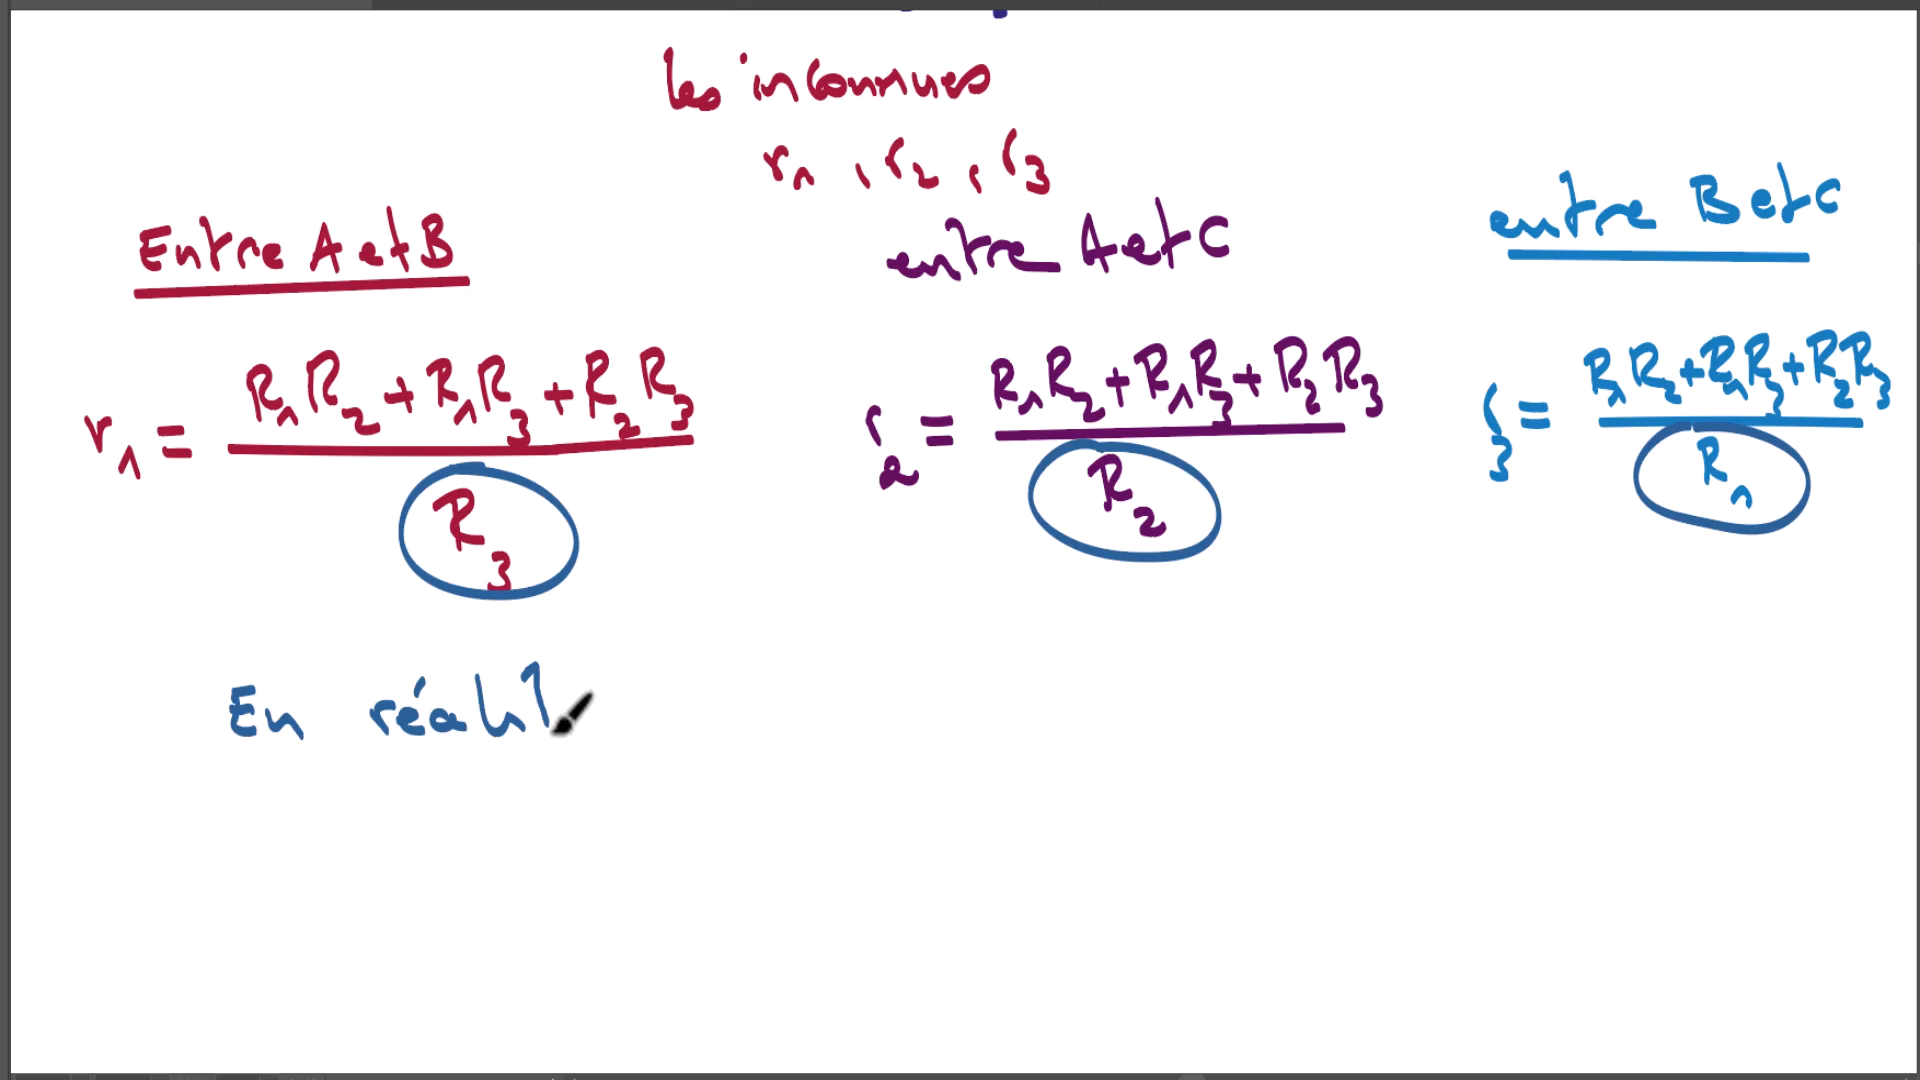 les inconnues
r₁, r₂, r₃
Entre A et B
entre A et C
entre B et C
r₁ = (R₁R₂ + R₁R₃ + R₂R₃) / R₃
r₂ = (R₁R₂ + R₁R₃ + R₂R₃) / R₂
r₃ = (R₁R₂ + R₁R₃ + R₂R₃) / R₁
En réali